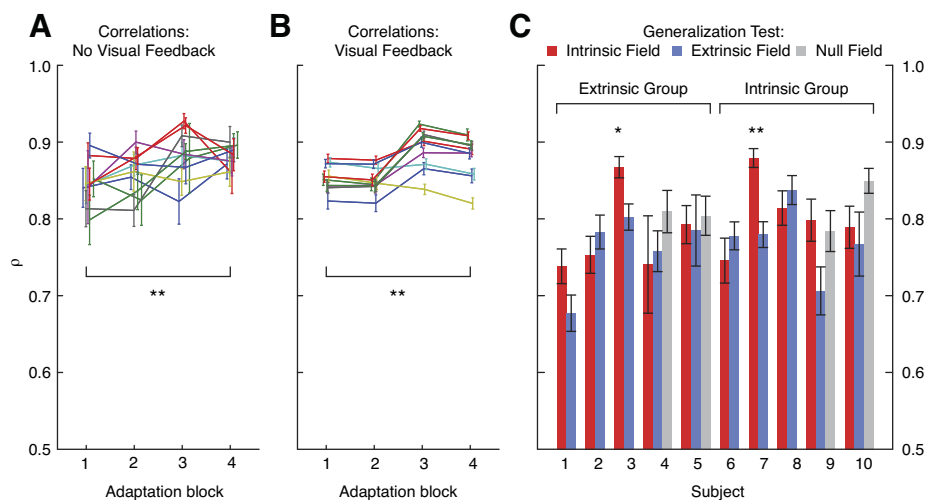 A
Correlations:
No Visual Feedback
1.0
0.9
0.8
0.7
0.6
0.5
ρ
**
1 2 3 4
Adaptation block
B
Correlations:
Visual Feedback
**
1 2 3 4
Adaptation block
C
Generalization Test:
Intrinsic Field Extrinsic Field Null Field
Extrinsic Group Intrinsic Group
* **
1.0
0.9
0.8
0.7
0.6
0.5
1 2 3 4 5 6 7 8 9 10
Subject